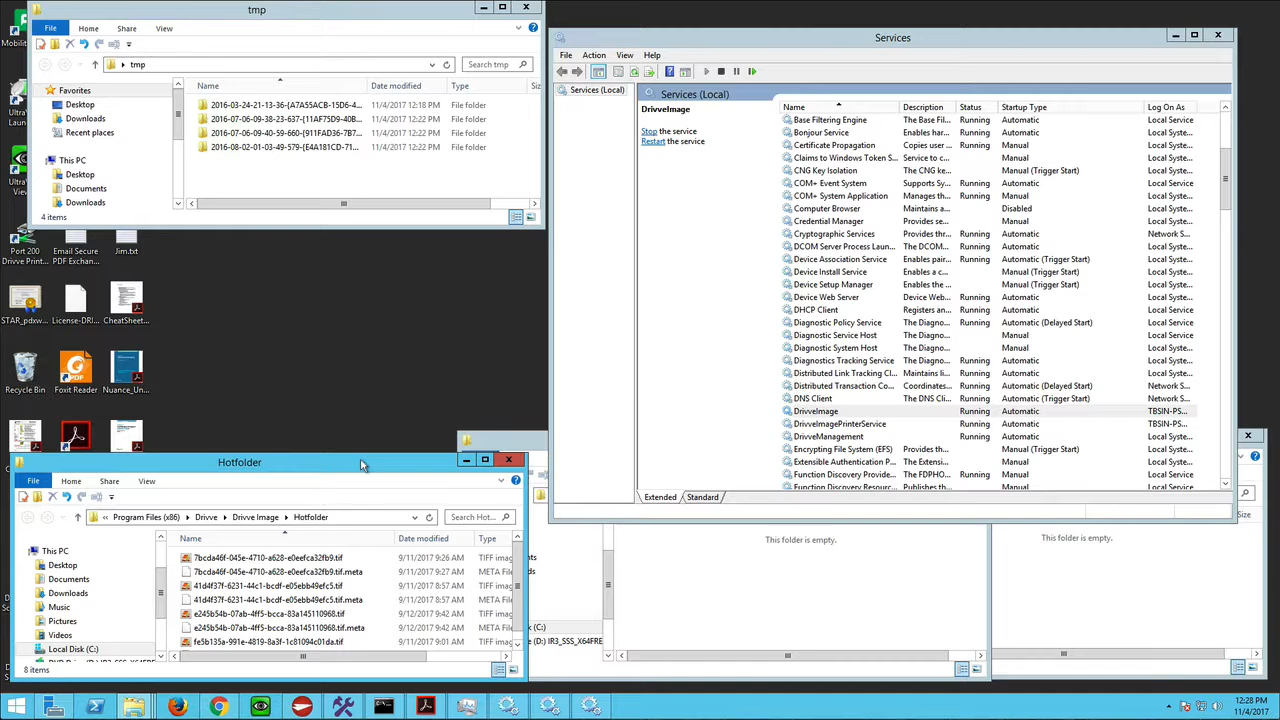 tmp
File Home Share View
tmp
Search tmp
Name Date modified Type
Favorites
Desktop
Downloads
Recent places
This PC
Desktop
Documents
Downloads
2016-03-24-21-13-36-{A7A55ACB-15D6-4... 11/4/2017 12:18 PM File folder
2016-07-06-09-38-23-637-{11AF75D9-40B... 11/4/2017 12:22 PM File folder
2016-07-06-09-40-59-660-{911FAD36-7B7... 11/4/2017 12:22 PM File folder
2016-08-02-01-03-49-579-{E4A181CD-71... 11/4/2017 12:22 PM File folder
4 items
Port 200 Drivve Print...
Email Secure PDF Exchan...
Jim.txt
STAR_pdxw...
License-DRI...
CheatSheet...
Recycle Bin
Foxit Reader
Nuance_Un...
Services
File Action View Help
Services (Local)
Services (Local)
DrivveImage
Stop the service
Restart the service
Name Description Status Startup Type Log On As
Base Filtering Engine The Base Fil... Running Automatic Local Service
Bonjour Service Enables har... Running Automatic Local Syste...
Certificate Propagation Copies user ... Running Manual Local Syste...
Claims to Windows Token S... Service to c... Manual Local Syste...
CNG Key Isolation The CNG ke... Manual (Trigger Start) Local Syste...
COM+ Event System Supports Sy... Running Automatic Local Service
COM+ System Application Manages th... Running Manual Local Syste...
Computer Browser Maintains a... Disabled Local Syste...
Credential Manager Provides se... Manual Local Syste...
Cryptographic Services Provides thr... Running Automatic Network S...
DCOM Server Process Laun... The DCOM... Running Automatic Local Syste...
Device Association Service Enables pair... Running Manual (Trigger Start) Local Syste...
Device Install Service Enables a c... Manual (Trigger Start) Local Syste...
Device Setup Manager Enables the ... Manual (Trigger Start) Local Syste...
Device Web Server Device Web... Running Automatic Local Syste...
DHCP Client Registers an... Running Automatic Local Service
Diagnostic Policy Service The Diagno... Running Automatic (Delayed Start) Local Service
Diagnostic Service Host The Diagno... Manual Local Service
Diagnostic System Host The Diagno... Manual Local Syste...
Diagnostics Tracking Service The Diagno... Running Automatic Local Syste...
Distributed Link Tracking Cl... Maintains li... Running Automatic Local Syste...
Distributed Transaction Co... Coordinates... Running Automatic (Delayed Start) Network S...
DNS Client The DNS Cli... Running Automatic (Trigger Start) Network S...
DrivveImage Running Automatic TBSIN-PS...
DrivveImagePrinterService Running Automatic TBSIN-PS...
DrivveManagement Running Automatic Local Syste...
Encrypting File System (EFS) Provides th... Manual (Trigger Start) Local Syste...
Extensible Authentication P... The Extensi... Manual Local Syste...
Function Discovery Provide... The FDPHO... Running Manual Local Service
Function Discovery Resourc... Publishes th... Manual Local Service
Extended Standard
Hotfolder
File Home Share View
Program Files (x86) Drivve Drivve Image Hotfolder
Search Hot...
Name Date modified Type
This PC
Desktop
Documents
Downloads
Music
Pictures
Videos
Local Disk (C:)
7bcda46f-045e-4710-a628-e0eefca32fb9.tif 9/11/2017 9:26 AM TIFF imag
7bcda46f-045e-4710-a628-e0eefca32fb9.tif.meta 9/11/2017 9:27 AM META File
41d4f37f-6231-44c1-bcdf-e05ebb49efc5.tif 9/11/2017 8:57 AM TIFF imag
41d4f37f-6231-44c1-bcdf-e05ebb49efc5.tif.meta 9/11/2017 8:57 AM META File
e245b54b-07ab-4ff5-bcca-83a145110968.tif 9/12/2017 9:42 AM TIFF imag
e245b54b-07ab-4ff5-bcca-83a145110968.tif.meta 9/12/2017 9:42 AM META File
fe5b135a-991e-4819-8a3f-1c81094c01da.tif 9/11/2017 9:01 AM TIFF imag
8 items
This folder is empty.
This folder is empty.
Size
(C:)
(D:) IR3_SSS_X64FRE
12:28 PM
11/4/2017